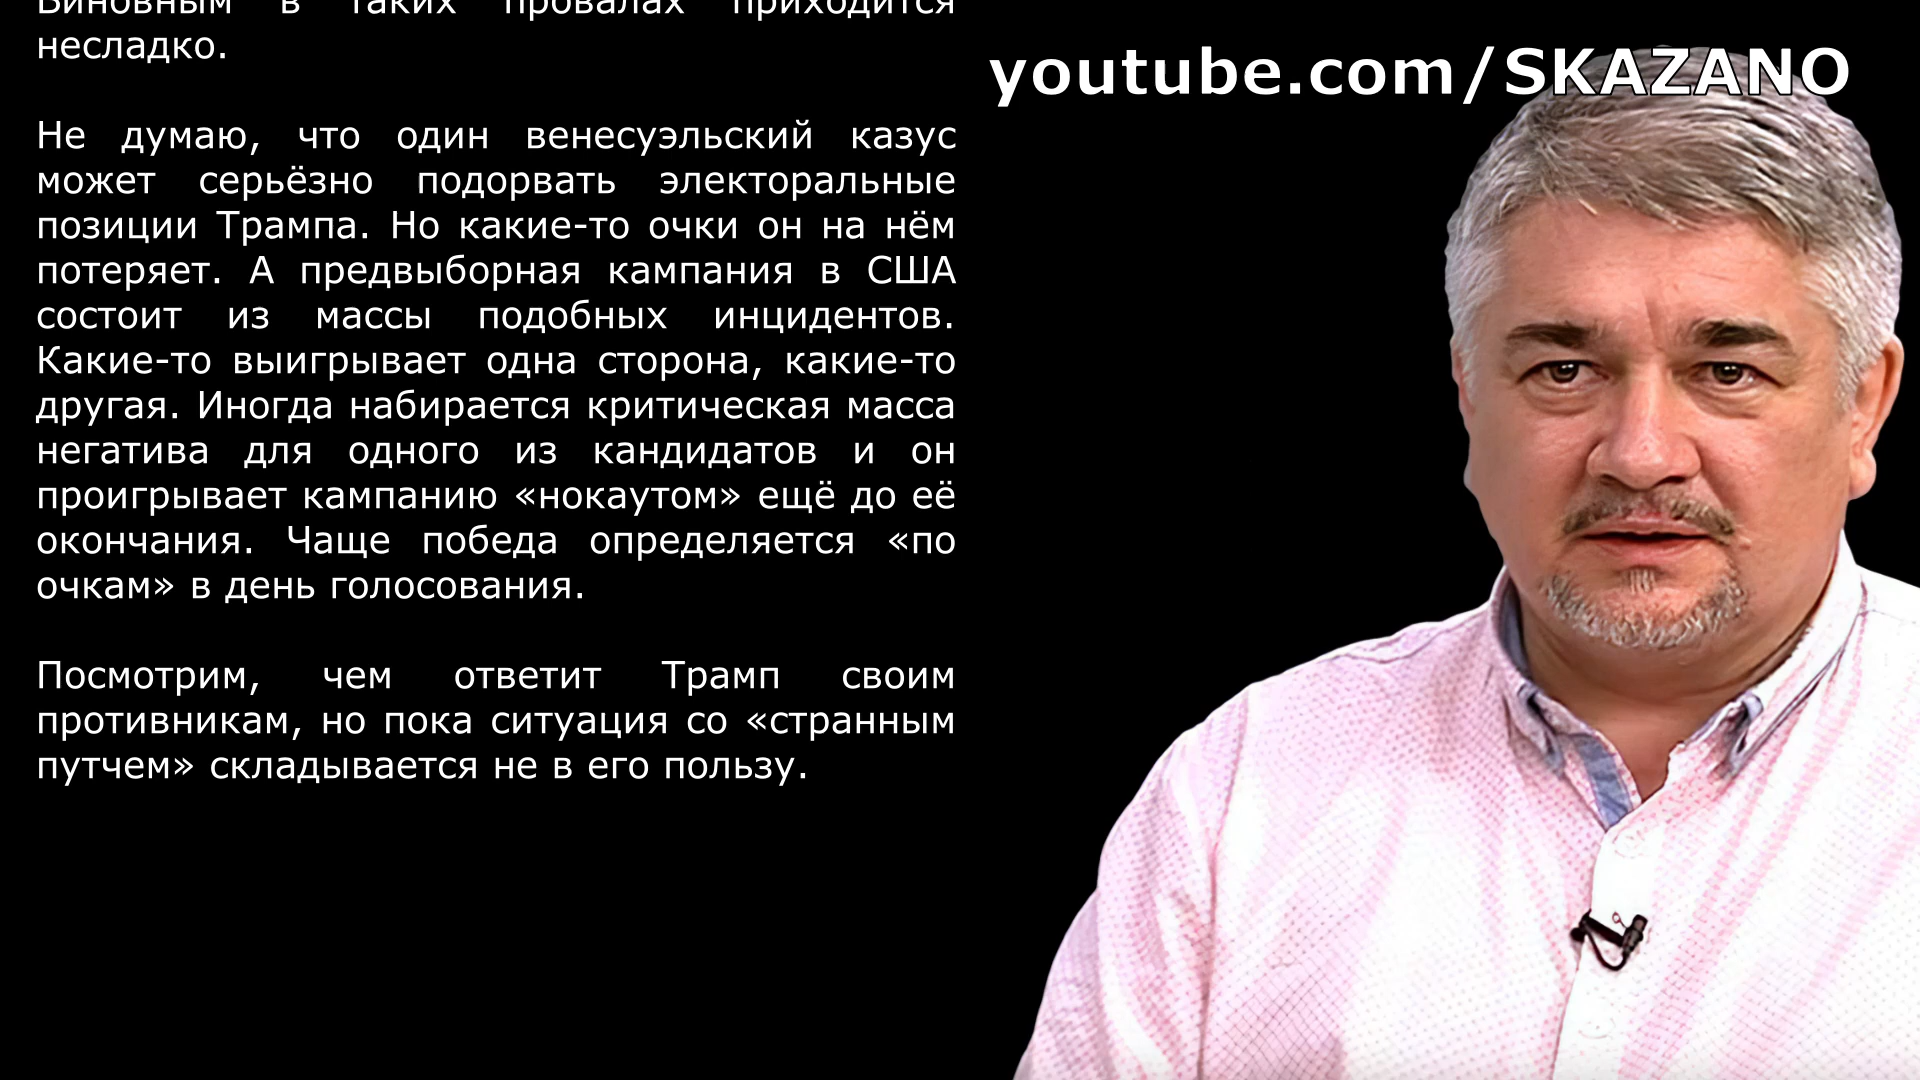 Виновным в таких провалах приходится
несладко.
Не думаю, что один венесуэльский казус
может серьёзно подорвать электоральные
позиции Трампа. Но какие-то очки он на нём
потеряет. А предвыборная кампания в США
состоит из массы подобных инцидентов.
Какие-то выигрывает одна сторона, какие-то
другая. Иногда набирается критическая масса
негатива для одного из кандидатов и он
проигрывает кампанию «нокаутом» ещё до её
окончания. Чаще победа определяется «по
очкам» в день голосования.
Посмотрим, чем ответит Трамп своим
противникам, но пока ситуация со «странным
путчем» складывается не в его пользу.
youtube.com/SKAZANO